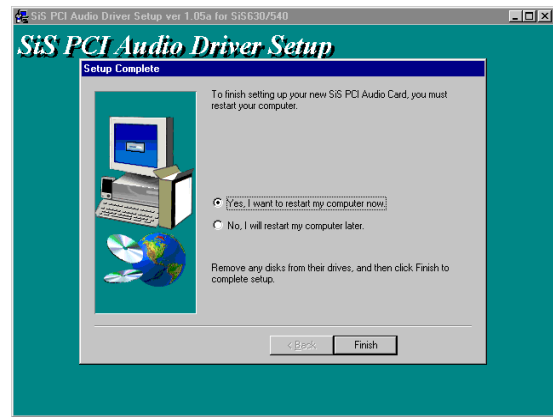 SiS PCI Audio Driver Setup ver 1.05a for SiS630/540
SiS PCI Audio Driver Setup
Setup Complete
To finish setting up your new SiS PCI Audio Card, you must
restart your computer.
Yes, I want to restart my computer now.
No, I will restart my computer later.
Remove any disks from their drives, and then click Finish to
complete setup.
< Back
Finish